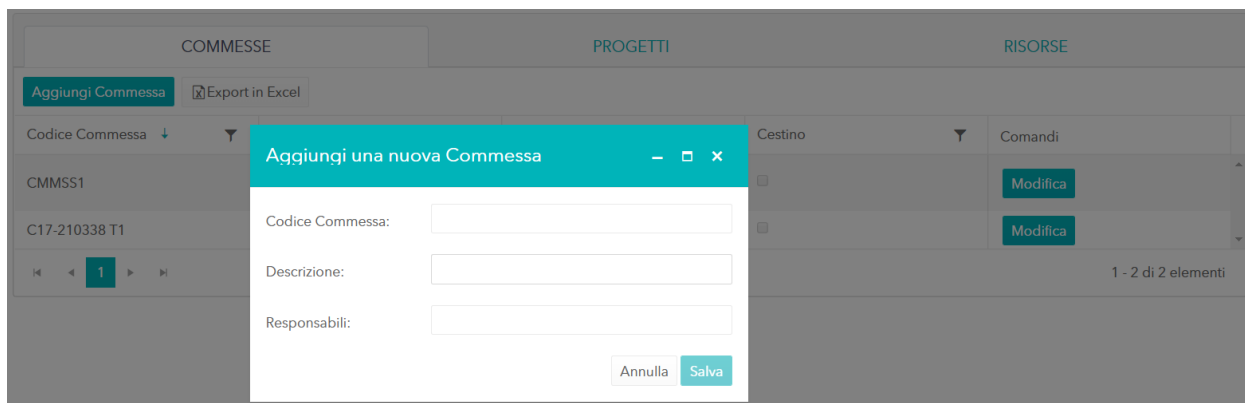 COMMESSE PROGETTI RISORSE
Aggiungi Commessa Export in Excel
Codice Commessa Cestino Comandi
Aggiungi una nuova Commessa
CMMSS1 Modifica
Codice Commessa:
C17-210338 T1 Modifica
Descrizione:
1 1 - 2 di 2 elementi
Responsabili:
Annulla Salva